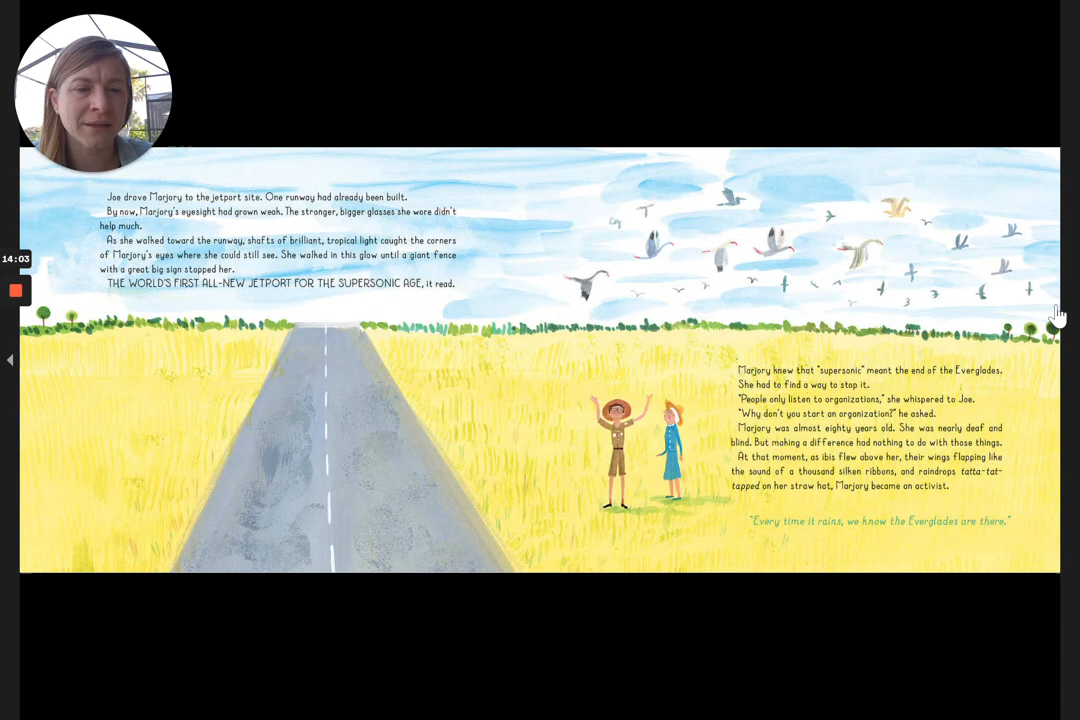 14:03
Joe drove Marjory to the jetport site. One runway had already been built.
By now, Marjory's eyesight had grown weak. The stronger, bigger glasses she wore didn't
help much.
As she walked toward the runway, shafts of brilliant, tropical light caught the corners
of Marjory's eyes where she could still see. She walked in this glow until a giant fence
with a great big sign stopped her.
THE WORLD'S FIRST ALL-NEW JETPORT FOR THE SUPERSONIC AGE, it read.
Marjory knew that "supersonic" meant the end of the Everglades.
She had to find a way to stop it.
"People only listen to organizations," she whispered to Joe.
"Why don't you start an organization?" he asked.
Marjory was almost eighty years old. She was nearly deaf and
blind. But making a difference had nothing to do with those things.
At that moment, as ibis flew above her, their wings flapping like
the sound of a thousand silken ribbons, and raindrops tatta-tat-
tapped on her straw hat, Marjory became an activist.
"Every time it rains, we know the Everglades are there."